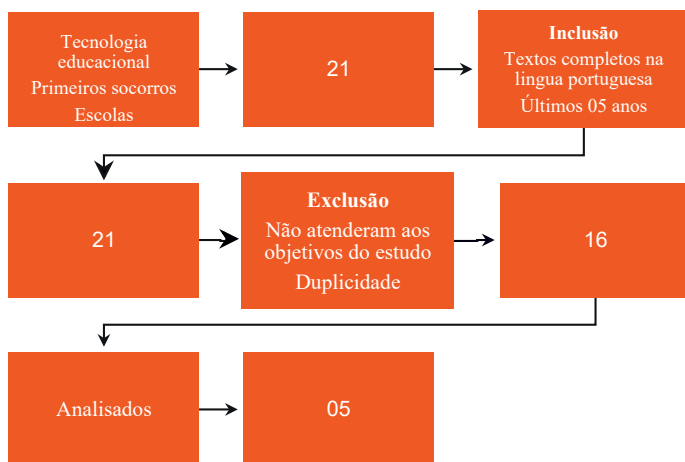 Tecnologia
educacional
Primeiros socorros
Escolas
21
Inclusão
Textos completos na
lingua portuguesa
Últimos 05 anos
21
Exclusão
Não atenderam aos
objetivos do estudo
Duplicidade
16
Analisados
05